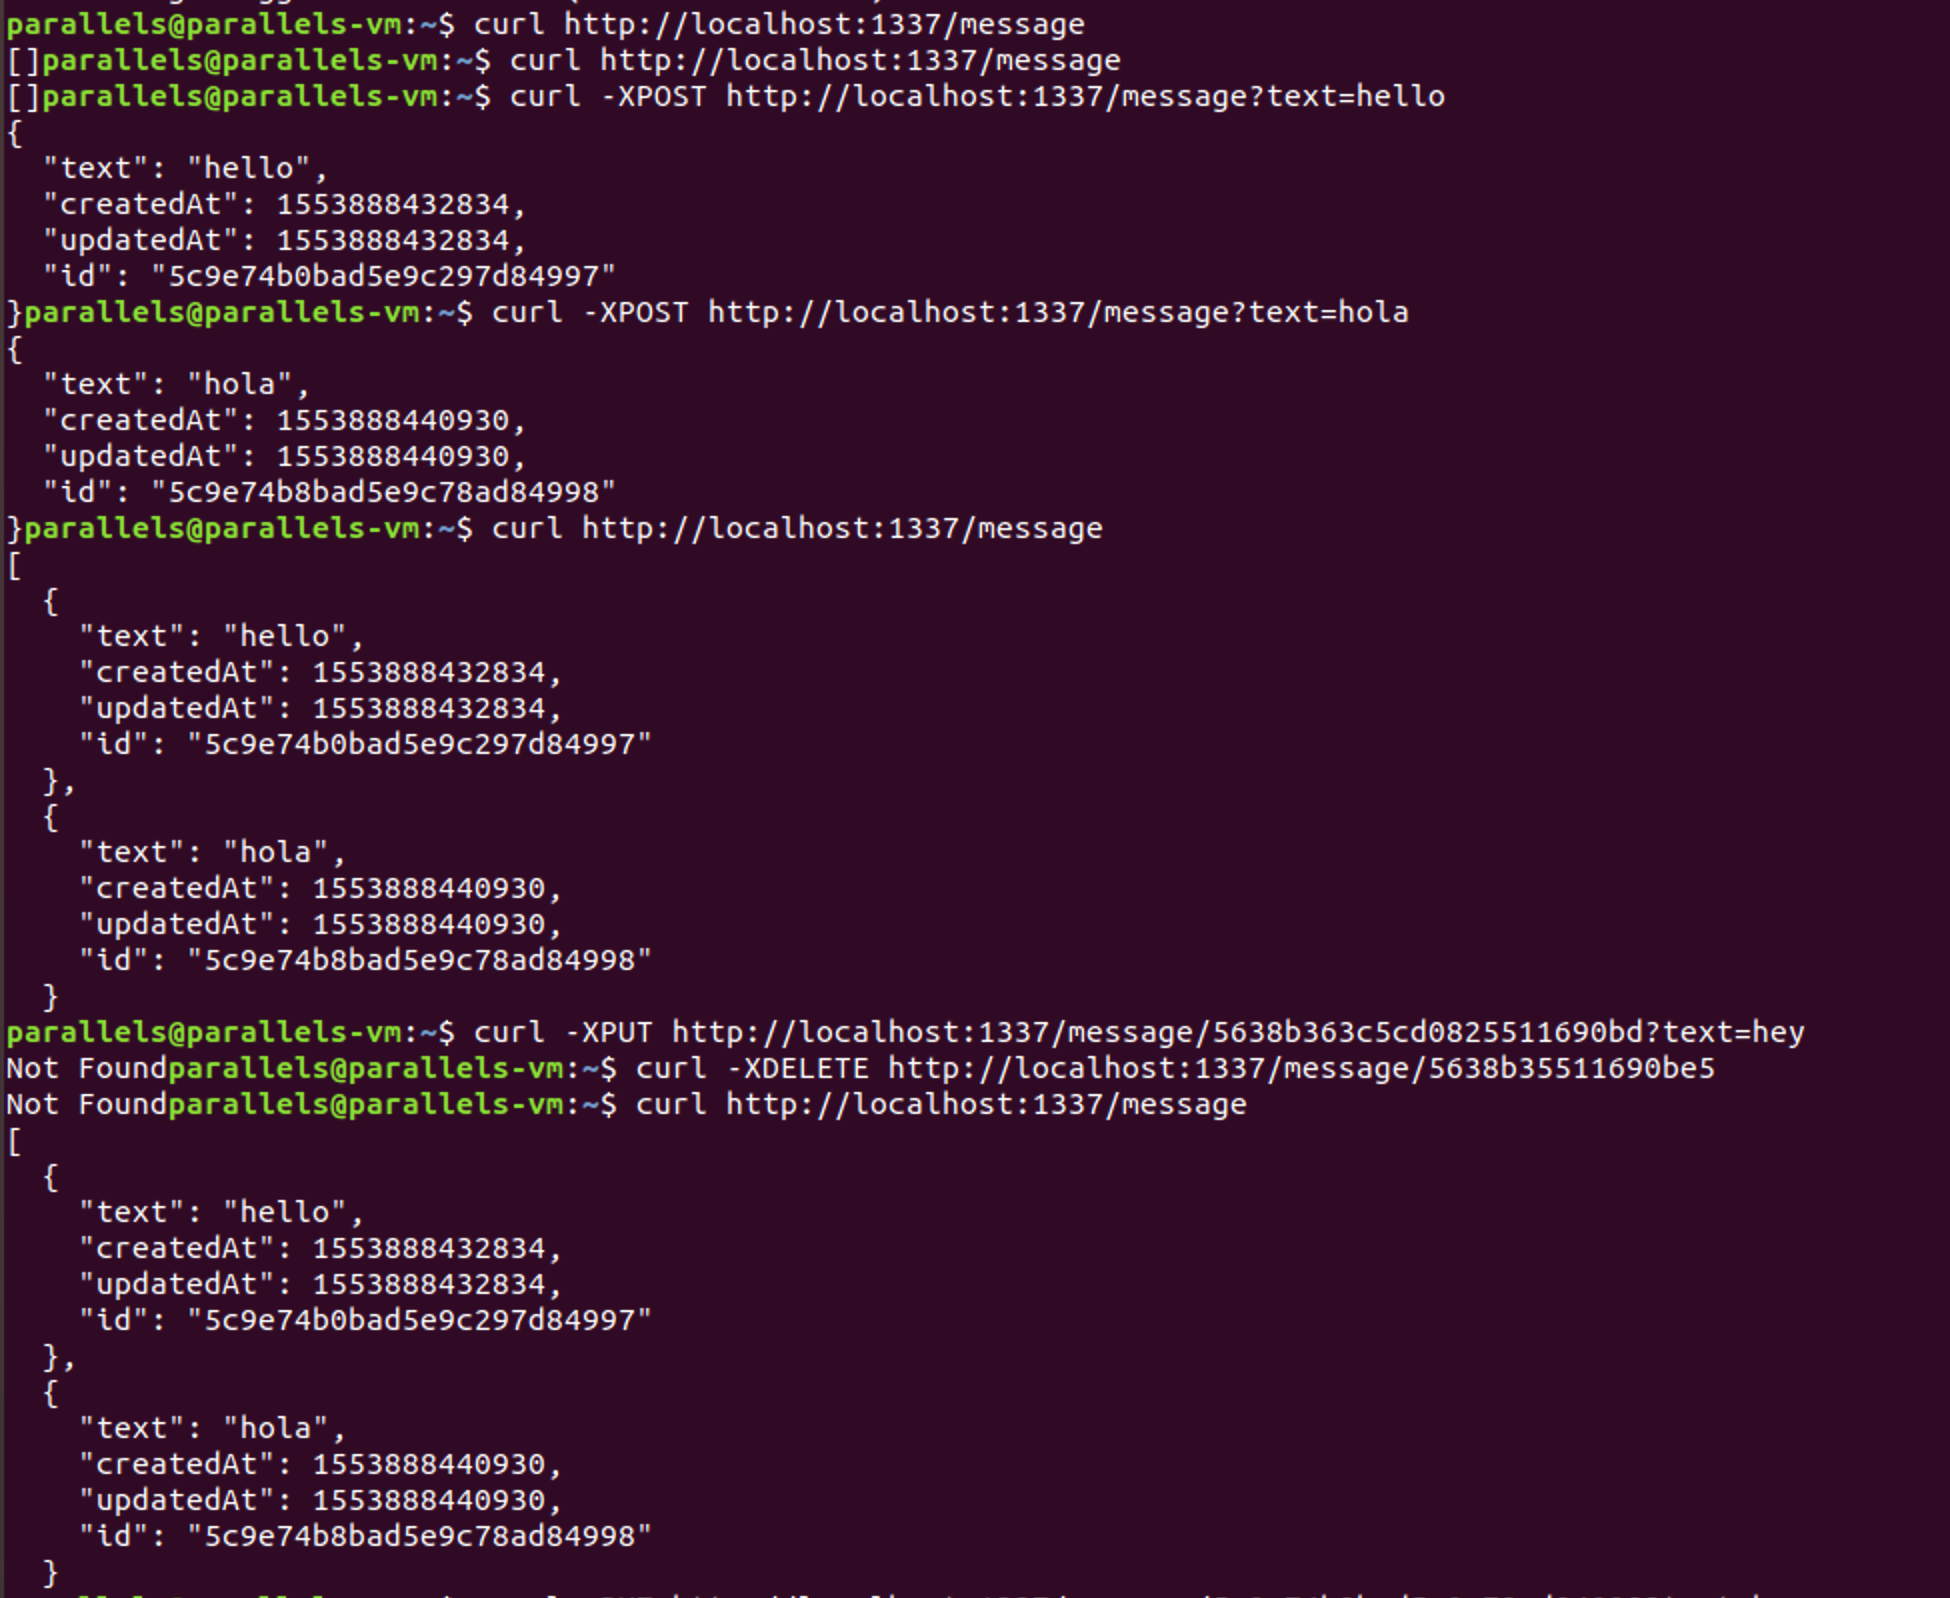 parallels@parallels-vm:~$ curl http://localhost:1337/message
[]parallels@parallels-vm:~$ curl http://localhost:1337/message
[]parallels@parallels-vm:~$ curl -XPOST http://localhost:1337/message?text=hello
{
  "text": "hello",
  "createdAt": 1553888432834,
  "updatedAt": 1553888432834,
  "id": "5c9e74b0bad5e9c297d84997"
}parallels@parallels-vm:~$ curl -XPOST http://localhost:1337/message?text=hola
{
  "text": "hola",
  "createdAt": 1553888440930,
  "updatedAt": 1553888440930,
  "id": "5c9e74b8bad5e9c78ad84998"
}parallels@parallels-vm:~$ curl http://localhost:1337/message
[
  {
    "text": "hello",
    "createdAt": 1553888432834,
    "updatedAt": 1553888432834,
    "id": "5c9e74b0bad5e9c297d84997"
  },
  {
    "text": "hola",
    "createdAt": 1553888440930,
    "updatedAt": 1553888440930,
    "id": "5c9e74b8bad5e9c78ad84998"
  }
parallels@parallels-vm:~$ curl -XPUT http://localhost:1337/message/5638b363c5cd0825511690bd?text=hey
Not Foundparallels@parallels-vm:~$ curl -XDELETE http://localhost:1337/message/5638b35511690be5
Not Foundparallels@parallels-vm:~$ curl http://localhost:1337/message
[
  {
    "text": "hello",
    "createdAt": 1553888432834,
    "updatedAt": 1553888432834,
    "id": "5c9e74b0bad5e9c297d84997"
  },
  {
    "text": "hola",
    "createdAt": 1553888440930,
    "updatedAt": 1553888440930,
    "id": "5c9e74b8bad5e9c78ad84998"
  }